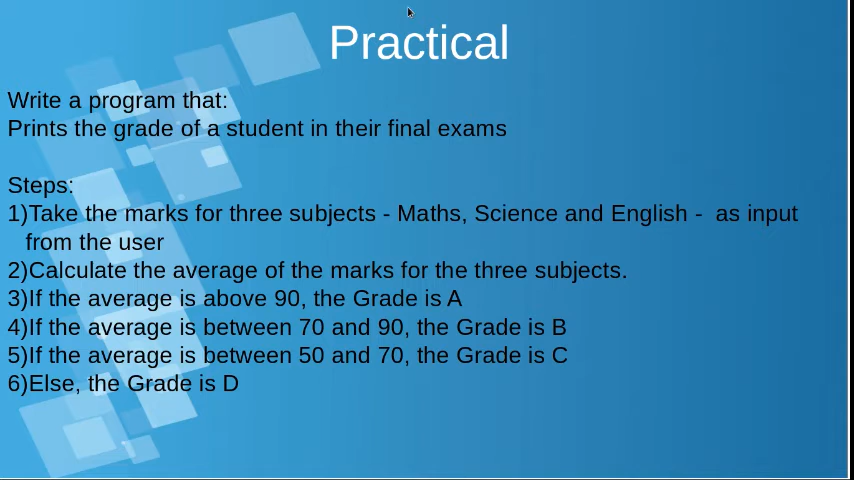 Practical
Write a program that:
Prints the grade of a student in their final exams
Steps:
1)Take the marks for three subjects - Maths, Science and English -  as input
from the user
2)Calculate the average of the marks for the three subjects.
3)If the average is above 90, the Grade is A
4)If the average is between 70 and 90, the Grade is B
5)If the average is between 50 and 70, the Grade is C
6)Else, the Grade is D